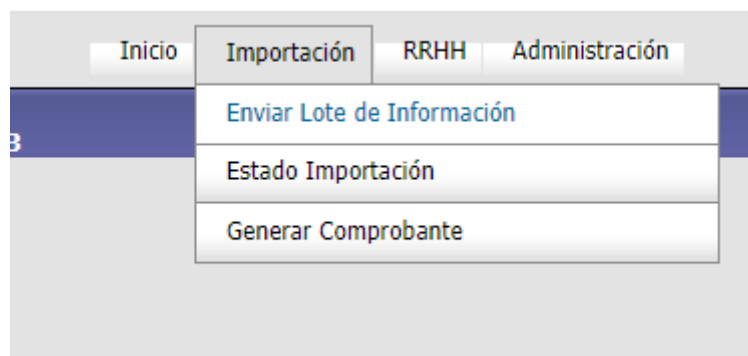 Inicio Importación RRHH Administración
Enviar Lote de Información
Estado Importación
Generar Comprobante